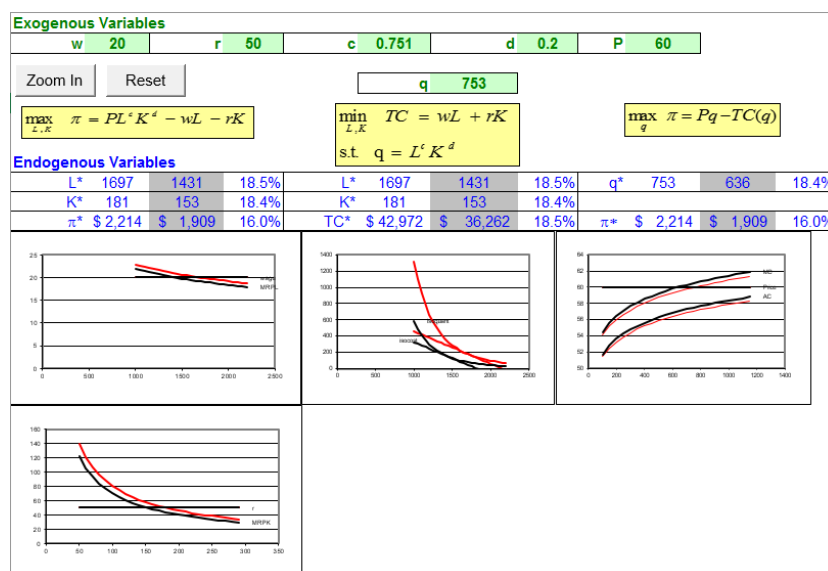 Exogenous Variables
w 20 r 50 c 0.751 d 0.2 P 60
Zoom In Reset q 753
max L,K π = PL^c K^d − wL − rK
min L,K TC = wL + rK
s.t. q = L^c K^d
max q π = Pq − TC(q)
Endogenous Variables
L* 1697 1431 18.5% L* 1697 1431 18.5% q* 753 636 18.4%
K* 181 153 18.4% K* 181 153 18.4%
π* $ 2,214 $ 1,909 16.0% TC* $ 42,972 $ 36,262 18.5% π* $ 2,214 $ 1,909 16.0%
25
20
15
10
5
0
0 500 1000 1500 2000 2500
MRPL
1400
1200
1000
800
600
400
200
0
0 500 1000 1500 2000 2500
64
62
60
58
56
54
52
50
0 200 400 600 800 1000 1200 1400
MC
Price
AC
160
140
120
100
80
60
40
20
0
0 50 100 150 200 250 300 350
r
MRPK